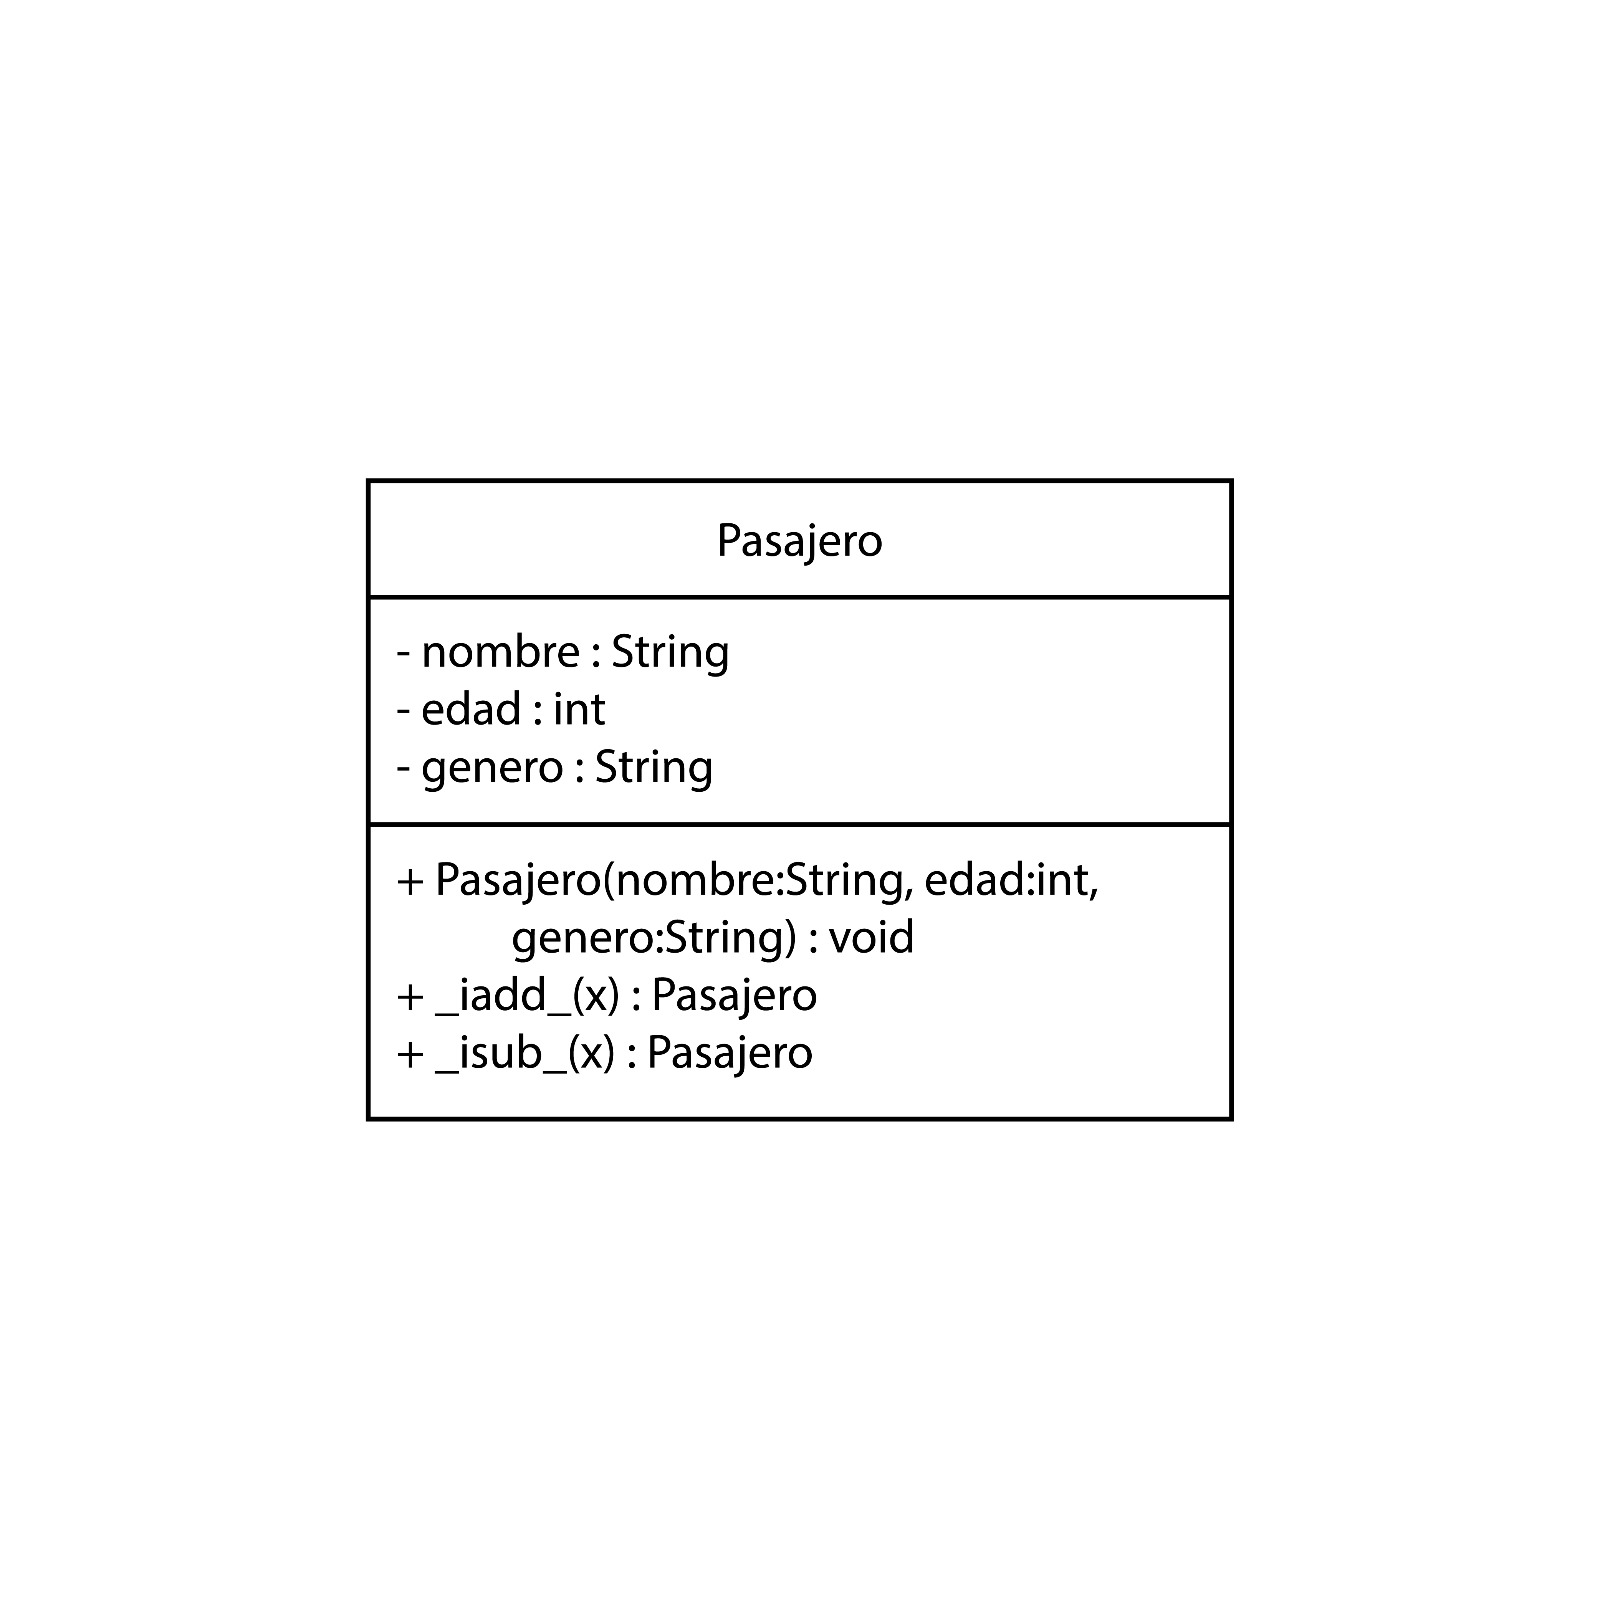 Pasajero
- nombre : String
- edad : int
- genero : String
+ Pasajero(nombre:String, edad:int,
genero:String) : void
+ _iadd_(x) : Pasajero
+ _isub_(x) : Pasajero